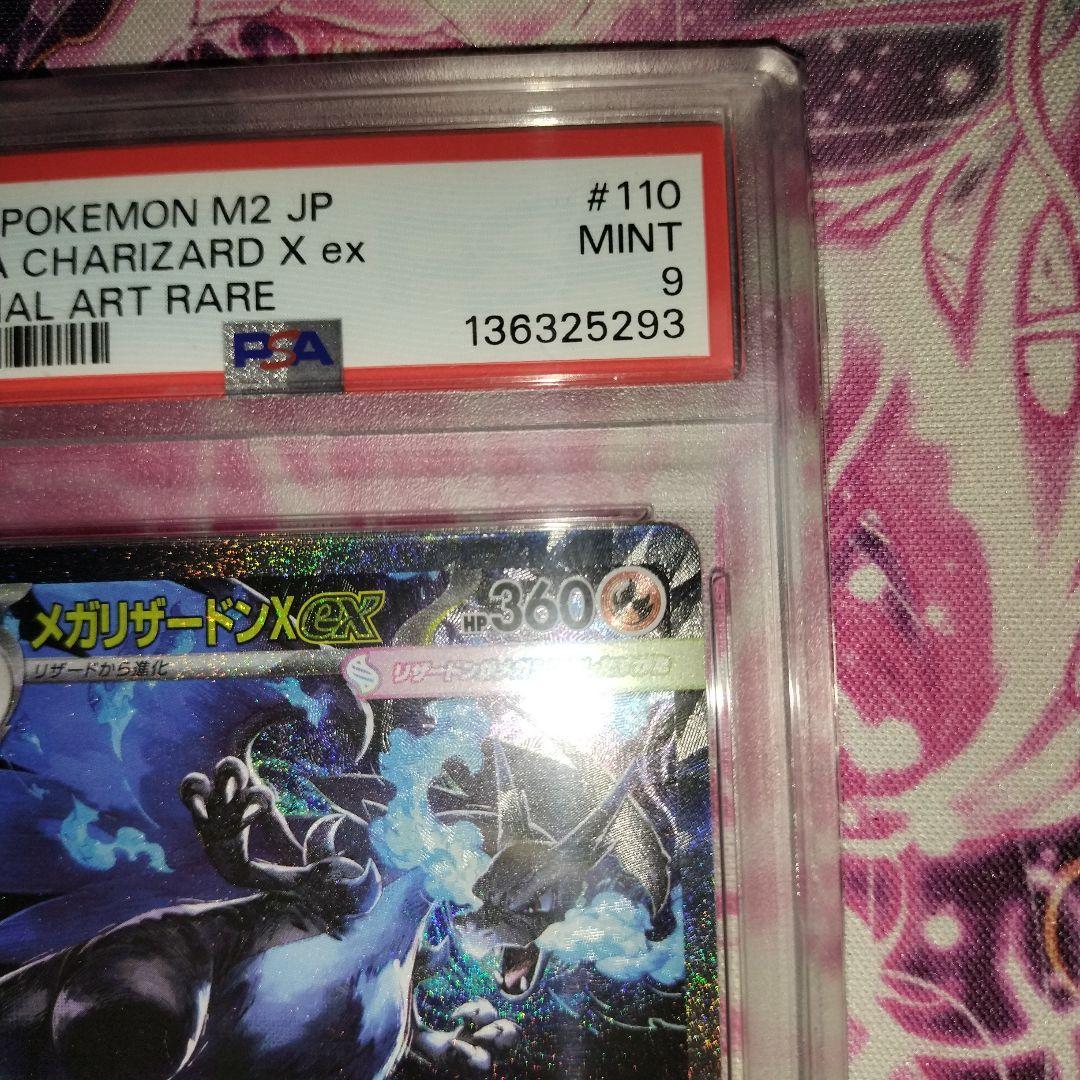 POKEMON M2 JP #110
A CHARIZARD X ex MINT
IAL ART RARE 9
PSA 136325293
メガリザードンXex HP360
リザードから進化